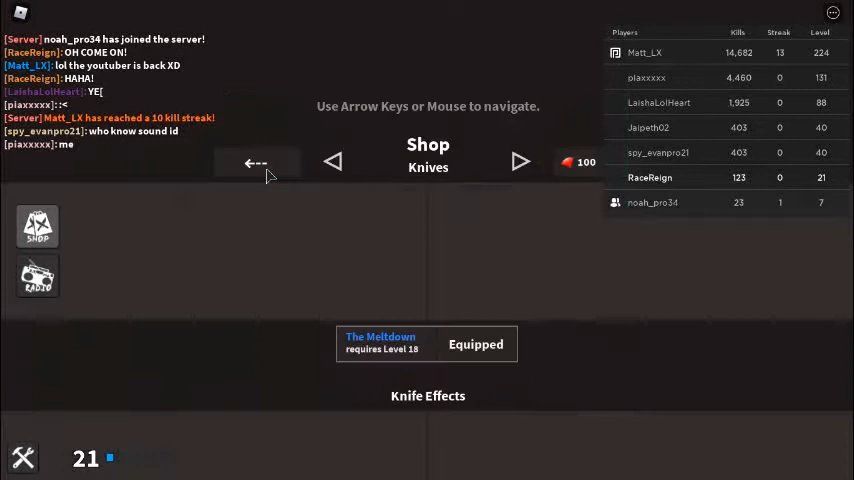 [Server] noah_pro34 has joined the server!
[RaceReign]: OH COME ON!
[Matt_LX]: lol the youtuber is back XD
[RaceReign]: HAHA!
[LaishaLolHeart]: YE[
[piaxxxxx]: :<
[Server] Matt_LX has reached a 10 kill streak!
[spy_evanpro21]: who know sound id
[piaxxxxx]: me
Players Kills Streak Level
Matt_LX 14,682 13 224
piaxxxxx 4,460 0 131
LaishaLolHeart 1,925 0 88
Jaipeth02 403 0 40
spy_evanpro21 403 0 40
RaceReign 123 0 21
noah_pro34 23 1 7
Use Arrow Keys or Mouse to navigate.
Shop
Knives
100
SHOP
RADIO
The Meltdown
requires Level 18
Equipped
Knife Effects
21